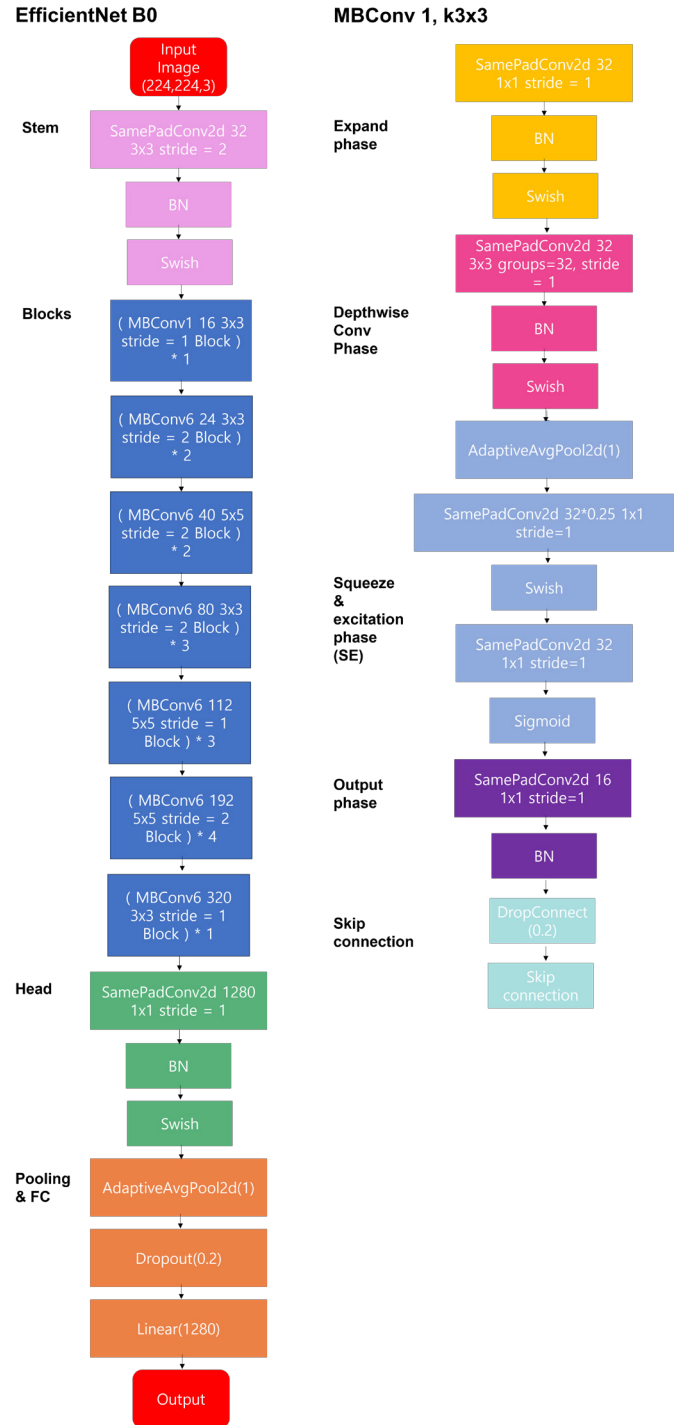 EfficientNet B0
Input
Image
(224,224,3)
Stem
SamePadConv2d 32
3x3 stride = 2
BN
Swish
Blocks
( MBConv1 16 3x3
stride = 1 Block )
* 1
( MBConv6 24 3x3
stride = 2 Block )
* 2
( MBConv6 40 5x5
stride = 2 Block )
* 2
( MBConv6 80 3x3
stride = 2 Block )
* 3
( MBConv6 112
5x5 stride = 1
Block ) * 3
( MBConv6 192
5x5 stride = 2
Block ) * 4
( MBConv6 320
3x3 stride = 1
Block ) * 1
Head
SamePadConv2d 1280
1x1 stride = 1
BN
Swish
Pooling
& FC
AdaptiveAvgPool2d(1)
Dropout(0.2)
Linear(1280)
Output
MBConv 1, k3x3
SamePadConv2d 32
1x1 stride = 1
Expand
phase
BN
Swish
SamePadConv2d 32
3x3 groups=32, stride
= 1
Depthwise
Conv
Phase
BN
Swish
AdaptiveAvgPool2d(1)
SamePadConv2d 32*0.25 1x1
stride=1
Squeeze
&
excitation
phase
(SE)
Swish
SamePadConv2d 32
1x1 stride=1
Sigmoid
Output
phase
SamePadConv2d 16
1x1 stride=1
BN
Skip
connection
DropConnect
(0.2)
Skip
connection